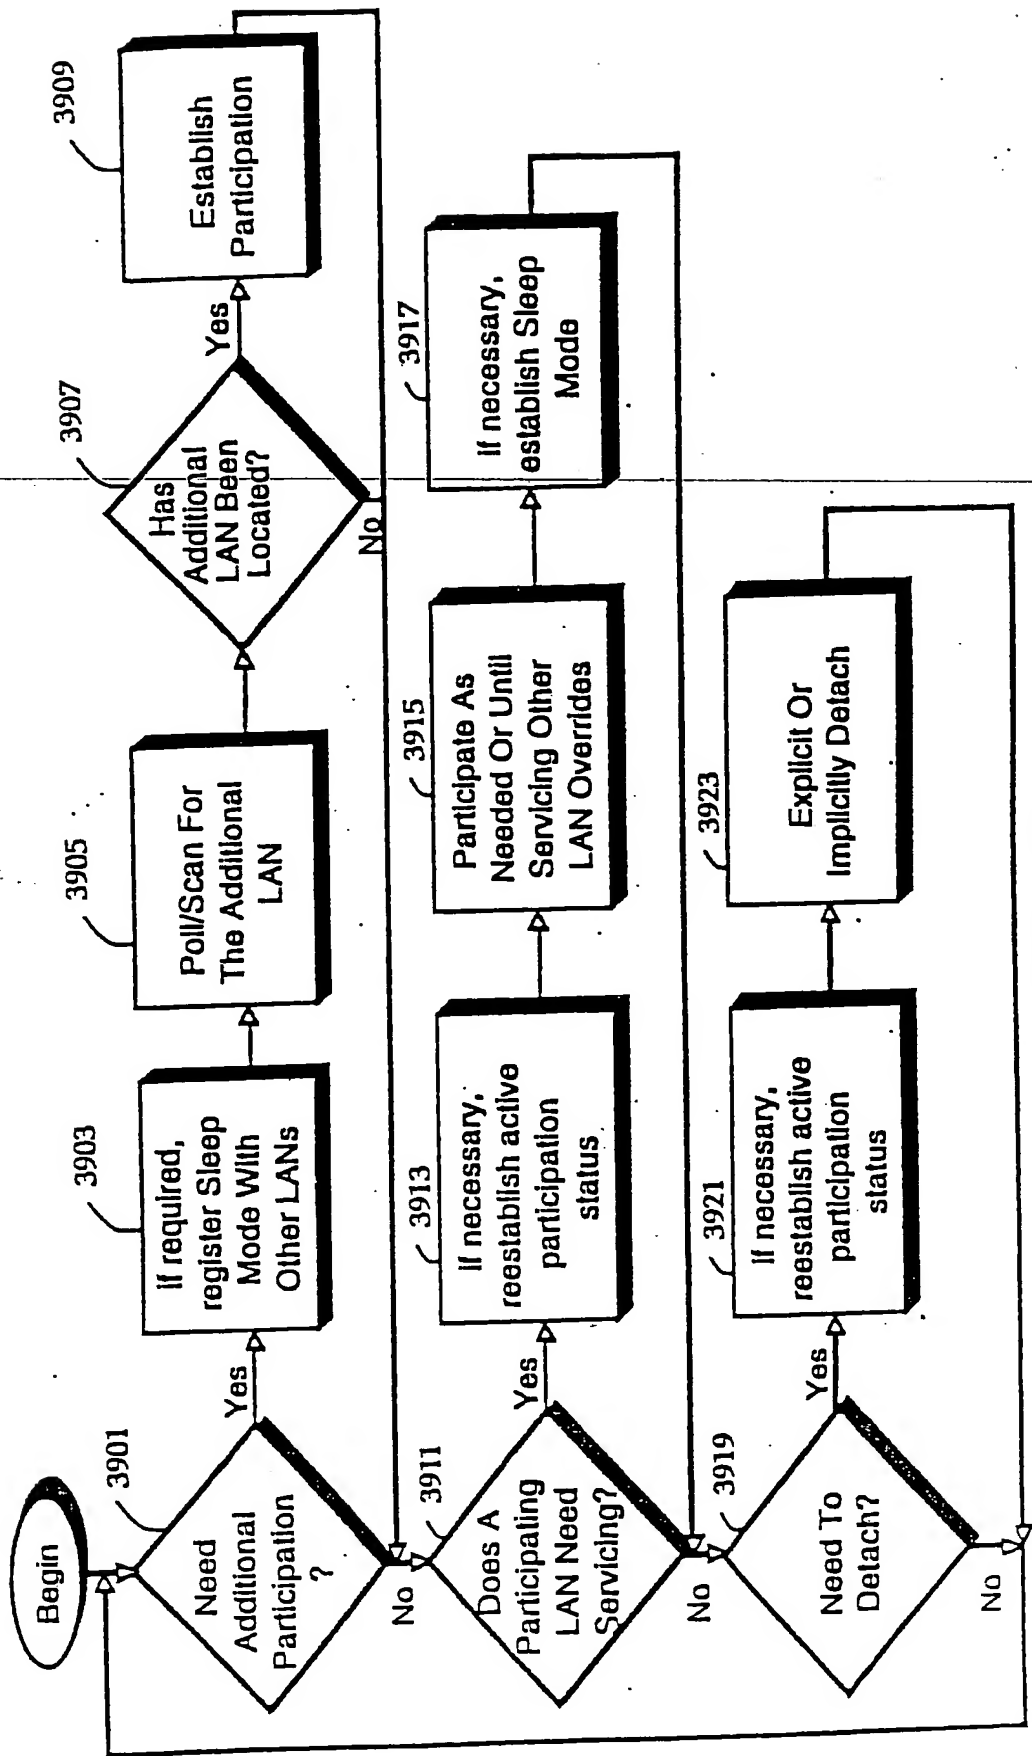 Begin
3901
Need
Additional
Participation
?
Yes
No
3903
If required,
register Sleep
Mode With
Other LANs
3905
Poll/Scan For
The Additional
LAN
3907
Has
Additional
LAN Been
Located?
Yes
No
3909
Establish
Participation
3911
Does A
Participating
LAN Need
Servicing?
Yes
No
3913
If necessary,
reestablish active
participation
status
3915
Participate As
Needed Or Until
Servicing Other
LAN Overrides
3917
If necessary,
establish Sleep
Mode
3919
Need To
Detach?
Yes
No
3921
If necessary,
reestablish active
participation
status
3923
Explicit Or
Implicitly Detach